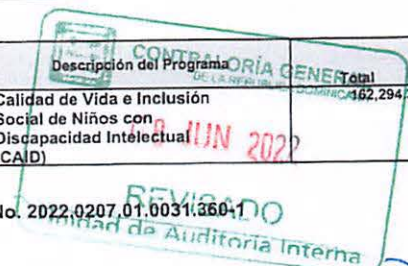 CONTRALORÍA GENERAL
DE LA REPÚBLICA DOMINICANA
Descripción del Programa
Total
Calidad de Vida e Inclusión
Social de Niños con
Discapacidad Intelectual
(CAID)
162,294,
8 JUN 2022
No. 2022.0207.01.0031.360-1
REVISADO
Unidad de Auditoría Interna